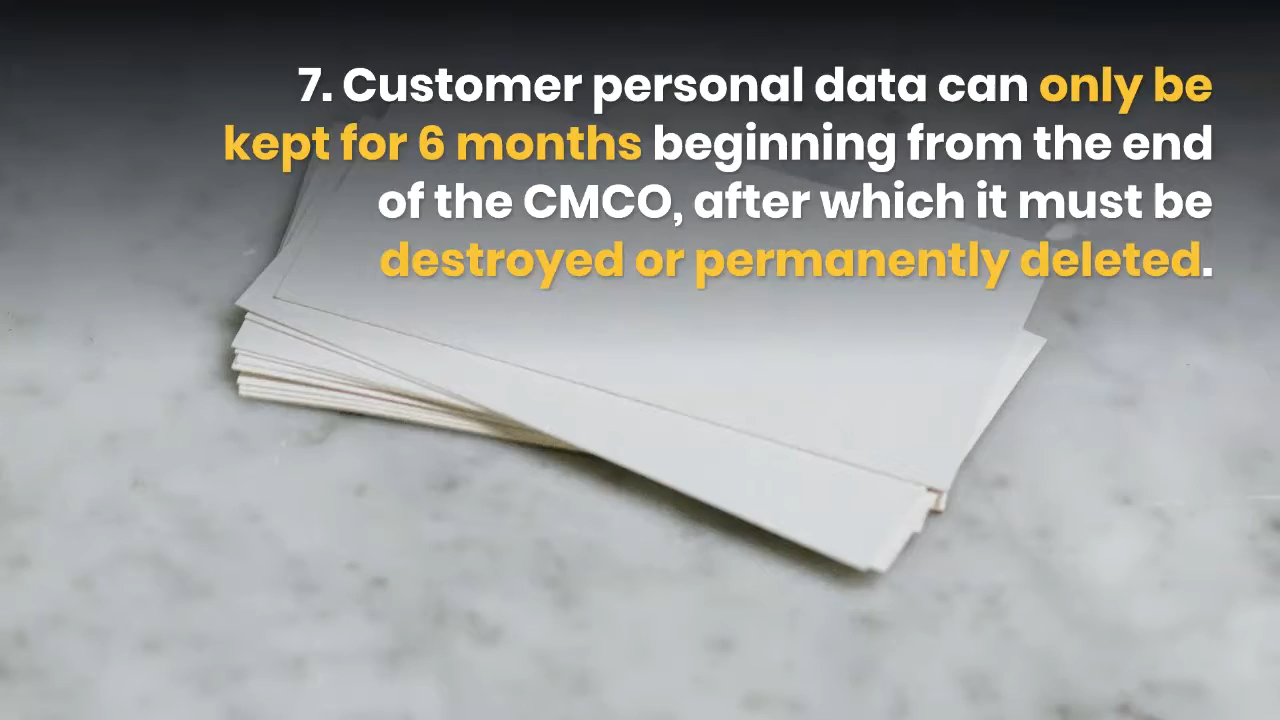 7. Customer personal data can only be
kept for 6 months beginning from the end
of the CMCO, after which it must be
destroyed or permanently deleted.